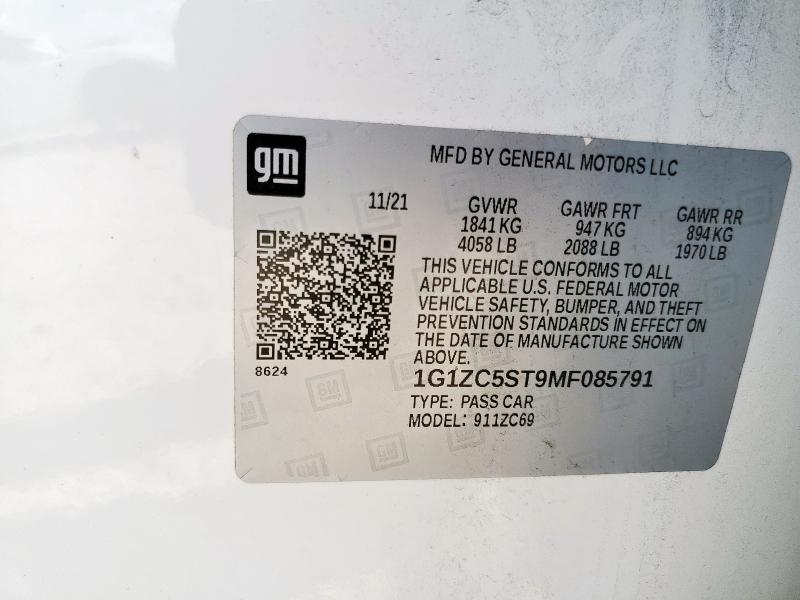 gm
MFD BY GENERAL MOTORS LLC
11/21 GVWR GAWR FRT GAWR RR
1841 KG 947 KG 894 KG
4058 LB 2088 LB 1970 LB
THIS VEHICLE CONFORMS TO ALL
APPLICABLE U.S. FEDERAL MOTOR
VEHICLE SAFETY, BUMPER, AND THEFT
PREVENTION STANDARDS IN EFFECT ON
THE DATE OF MANUFACTURE SHOWN
ABOVE.
8624
1G1ZC5ST9MF085791
TYPE: PASS CAR
MODEL: 911ZC69